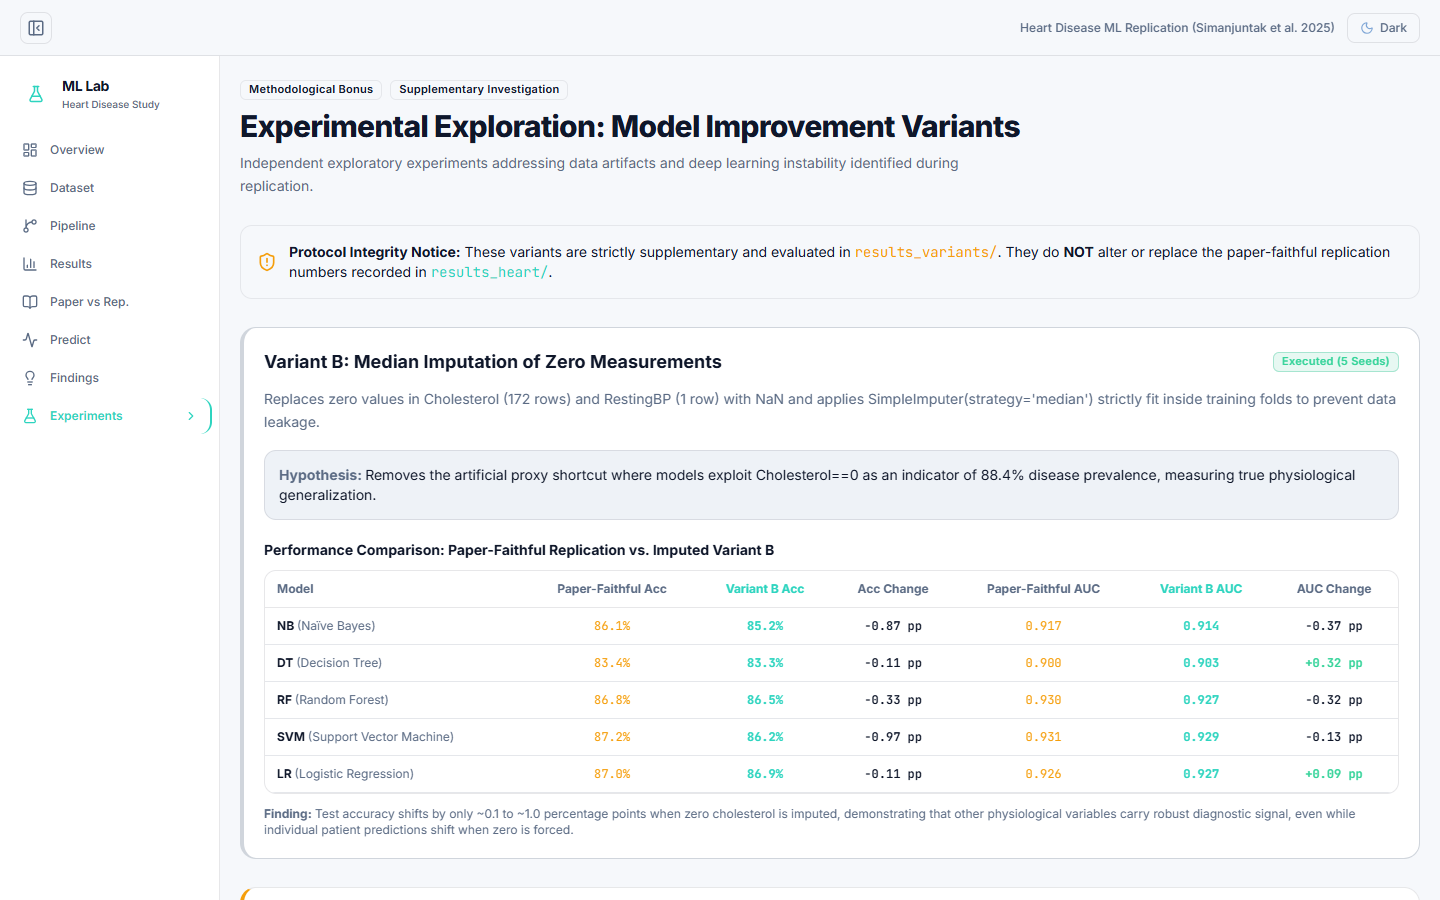 Heart Disease ML Replication (Simanjuntak et al. 2025)
Dark
ML Lab
Heart Disease Study
Overview
Dataset
Pipeline
Results
Paper vs Rep.
Predict
Findings
Experiments
Methodological Bonus
Supplementary Investigation
Experimental Exploration: Model Improvement Variants
Independent exploratory experiments addressing data artifacts and deep learning instability identified during
replication.
Protocol Integrity Notice: These variants are strictly supplementary and evaluated in results_variants/. They do NOT alter or replace the paper-faithful replication
numbers recorded in results_heart/.
Variant B: Median Imputation of Zero Measurements
Executed (5 Seeds)
Replaces zero values in Cholesterol (172 rows) and RestingBP (1 row) with NaN and applies SimpleImputer(strategy='median') strictly fit inside training folds to prevent data
leakage.
Hypothesis: Removes the artificial proxy shortcut where models exploit Cholesterol==0 as an indicator of 88.4% disease prevalence, measuring true physiological
generalization.
Performance Comparison: Paper-Faithful Replication vs. Imputed Variant B
Model Paper-Faithful Acc Variant B Acc Acc Change Paper-Faithful AUC Variant B AUC AUC Change
NB (Naïve Bayes) 86.1% 85.2% -0.87 pp 0.917 0.914 -0.37 pp
DT (Decision Tree) 83.4% 83.3% -0.11 pp 0.900 0.903 +0.32 pp
RF (Random Forest) 86.8% 86.5% -0.33 pp 0.930 0.927 -0.32 pp
SVM (Support Vector Machine) 87.2% 86.2% -0.97 pp 0.931 0.929 -0.13 pp
LR (Logistic Regression) 87.0% 86.9% -0.11 pp 0.926 0.927 +0.09 pp
Finding: Test accuracy shifts by only ~0.1 to ~1.0 percentage points when zero cholesterol is imputed, demonstrating that other physiological variables carry robust diagnostic signal, even while
individual patient predictions shift when zero is forced.